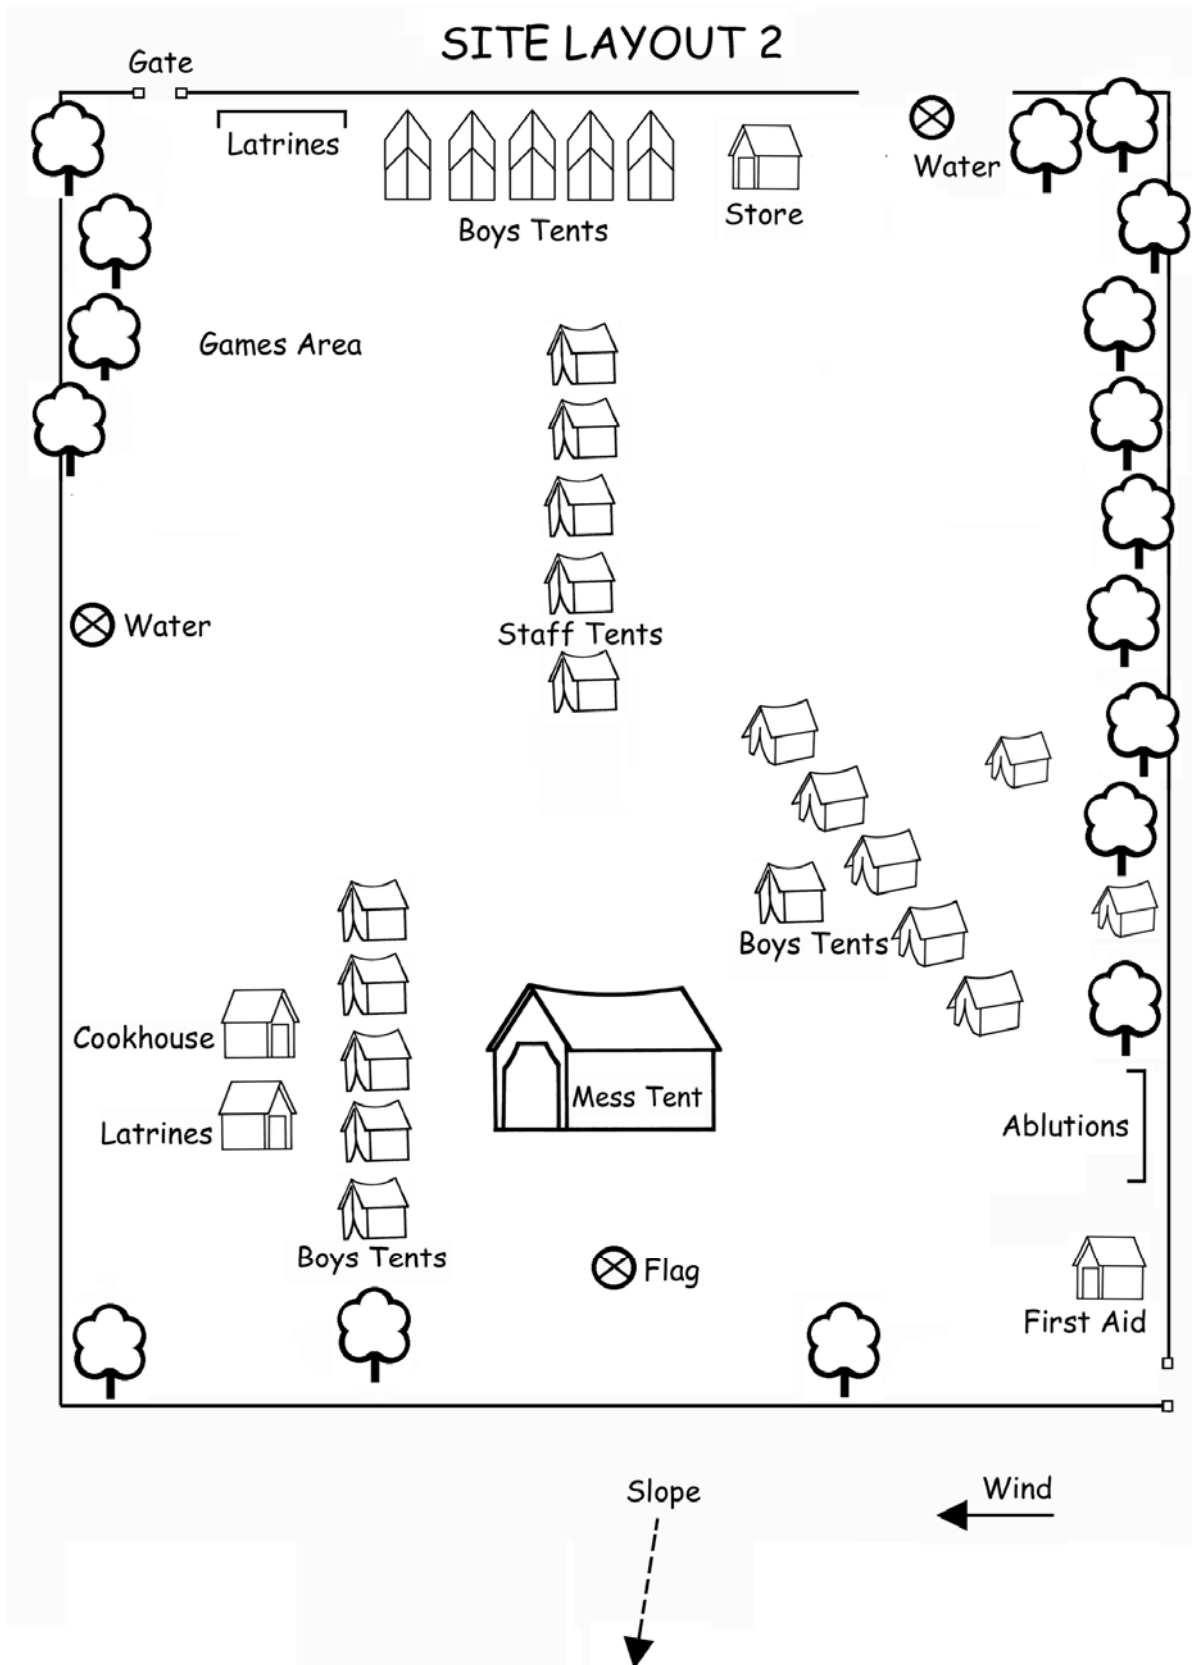 SITE LAYOUT 2
Gate
Latrines
Water
Store
Boys Tents
Games Area
Water
Staff Tents
Boys Tents
Cookhouse
Mess Tent
Latrines
Ablutions
Boys Tents
Flag
First Aid
Slope
Wind